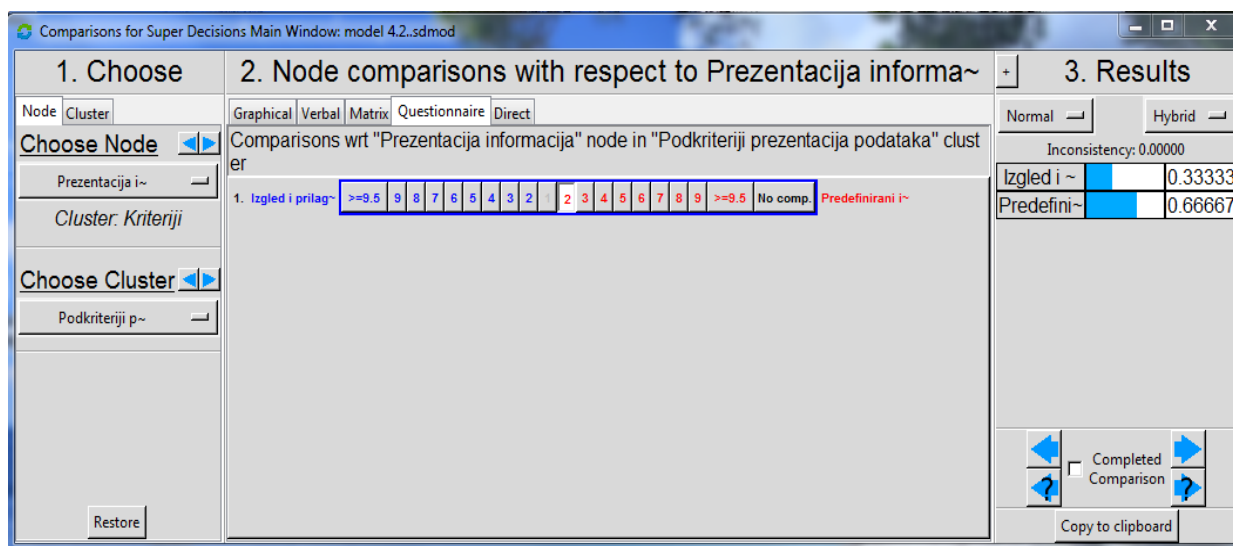 Comparisons for Super Decisions Main Window: model 4.2..sdmod
1. Choose
Node Cluster
Choose Node
Prezentacija i~
Cluster: Kriteriji
Choose Cluster
Podkriteriji p~
Restore
2. Node comparisons with respect to Prezentacija informa~
Graphical Verbal Matrix Questionnaire Direct
Comparisons wrt "Prezentacija informacija" node in "Podkriteriji prezentacija podataka" clust
er
1. Izgled i prilag~ >=9.5 9 8 7 6 5 4 3 2 1 2 3 4 5 6 7 8 9 >=9.5 No comp. Predefinirani i~
+ 3. Results
Normal Hybrid
Inconsistency: 0.00000
Izgled i ~ 0.33333
Predefini~ 0.66667
Completed
Comparison
? ?
Copy to clipboard